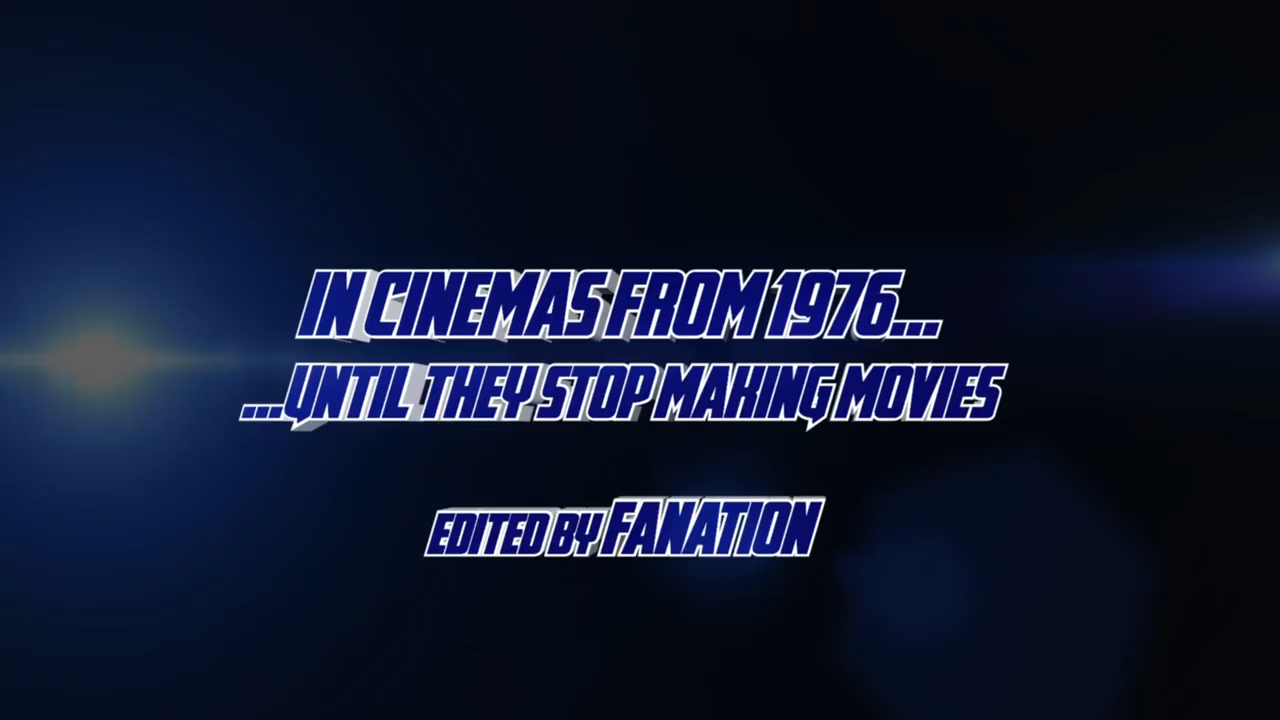 IN CINEMAS FROM 1976...
...UNTIL THEY STOP MAKING MOVIES
EDITED BY FANATION